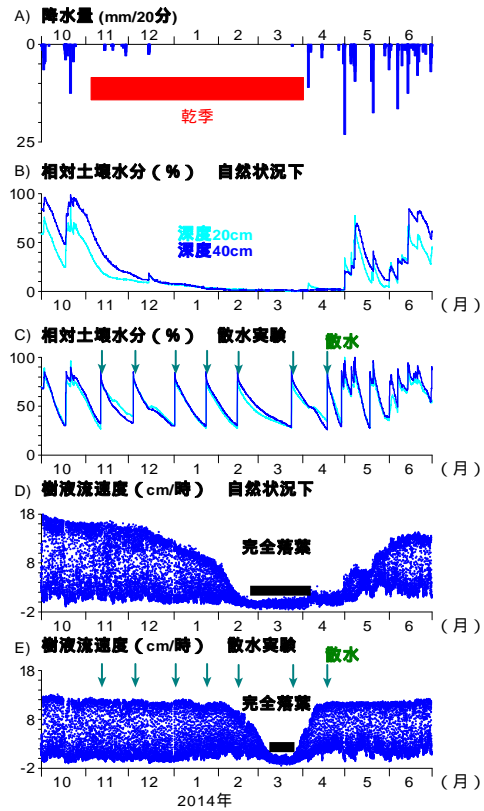 A) 降水量 (mm/20分)
0
25
乾季
10 11 12 1 2 3 4 5 6
B) 相対土壌水分 ( % )　自然状況下
100
50
0
深度20cm
深度40cm
10 11 12 1 2 3 4 5 6 ( 月 )
C) 相対土壌水分 ( % )　散水実験　散水
100
50
0
10 11 12 1 2 3 4 5 6 ( 月 )
D) 樹液流速度 ( cm/時 )　自然状況下
18
8
-2
完全落葉
10 11 12 1 2 3 4 5 6 ( 月 )
E) 樹液流速度 ( cm/時 )　散水実験　散水
18
8
-2
完全落葉
10 11 12 1 2 3 4 5 6 ( 月 )
2014年